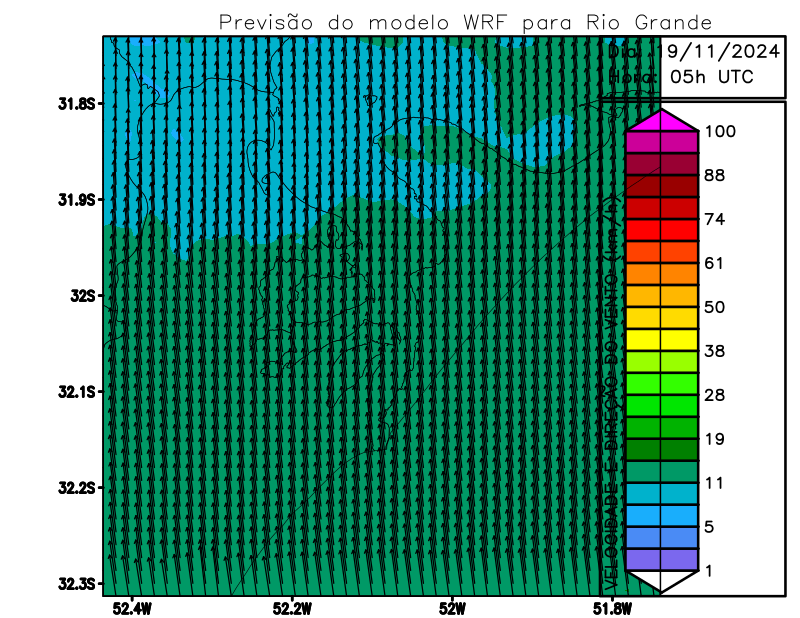 Previsão do modelo WRF para Rio Grande
Dia: 19/11/2024
Hora: 05h UTC
31.8S
31.9S
32S
32.1S
32.2S
32.3S
52.4W
52.2W
52W
51.8W
VELOCIDADE E DIREÇÃO DO VENTO (km/h)
100
88
74
61
50
38
28
19
11
5
1